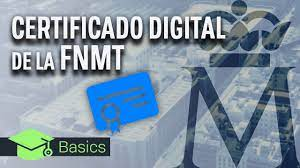 CERTIFICADO DIGITAL
DE LA FNMT
M
Basics